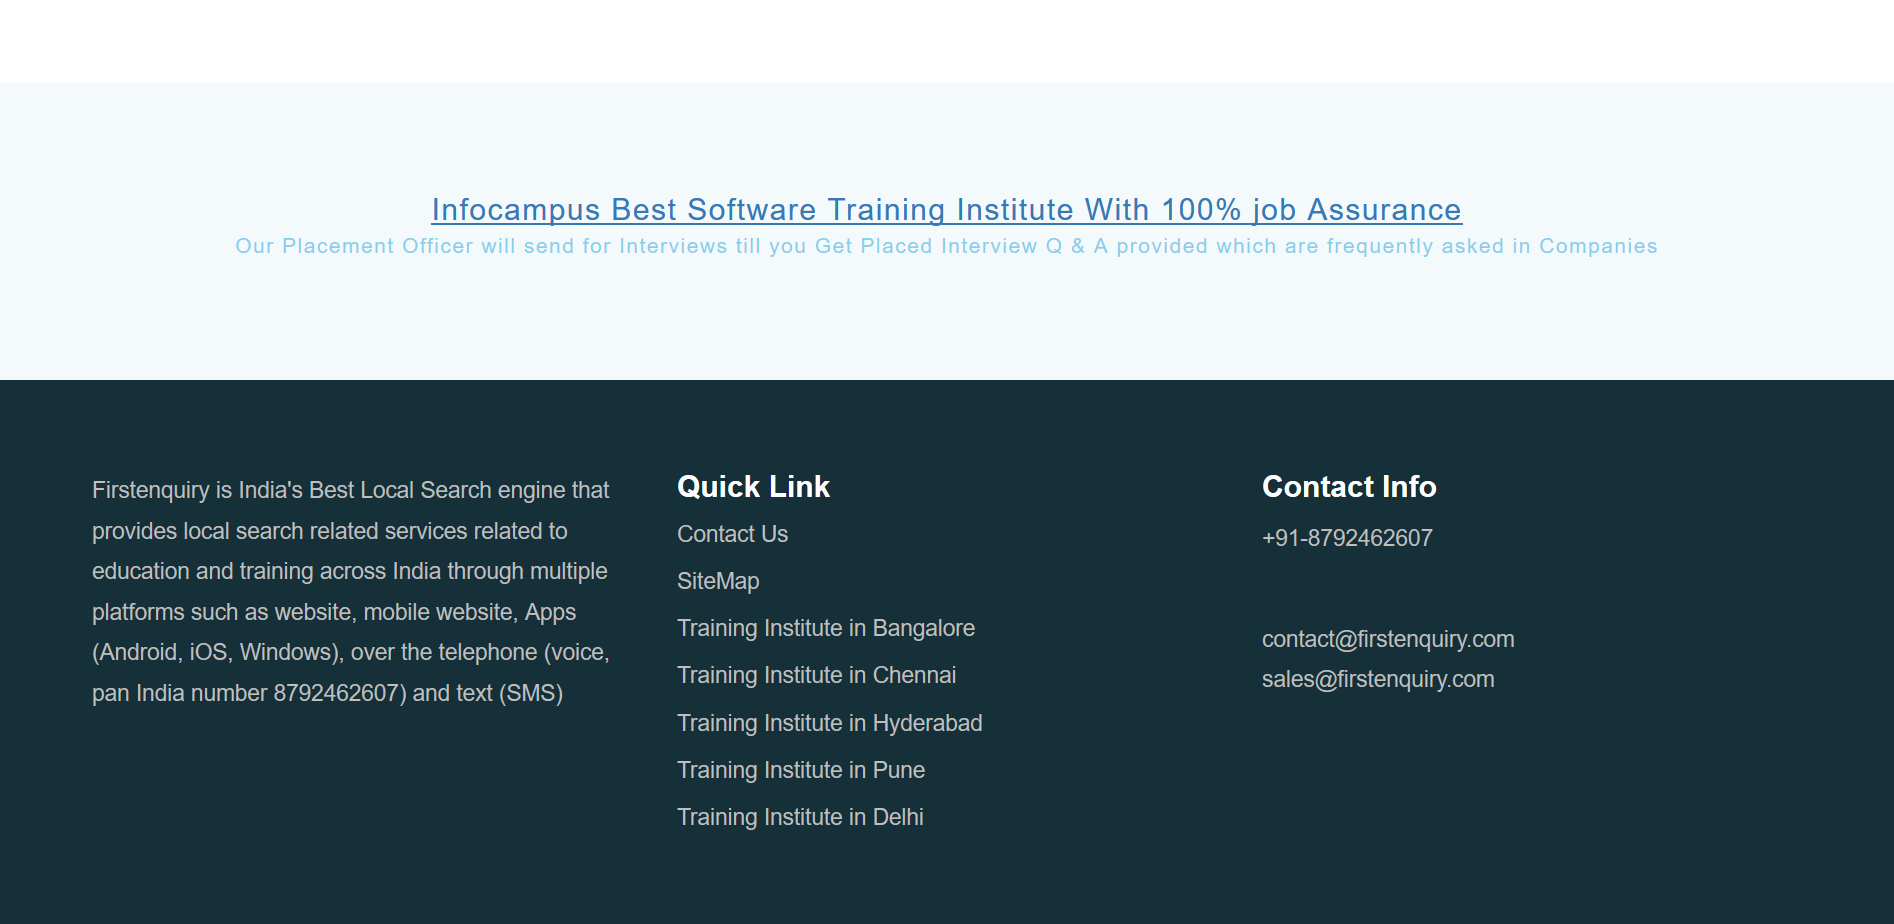 Infocampus Best Software Training Institute With 100% job Assurance
Our Placement Officer will send for Interviews till you Get Placed Interview Q & A provided which are frequently asked in Companies
Firstenquiry is India's Best Local Search engine that
provides local search related services related to
education and training across India through multiple
platforms such as website, mobile website, Apps
(Android, iOS, Windows), over the telephone (voice,
pan India number 8792462607) and text (SMS)
Quick Link
Contact Us
SiteMap
Training Institute in Bangalore
Training Institute in Chennai
Training Institute in Hyderabad
Training Institute in Pune
Training Institute in Delhi
Contact Info
+91-8792462607
contact@firstenquiry.com
sales@firstenquiry.com